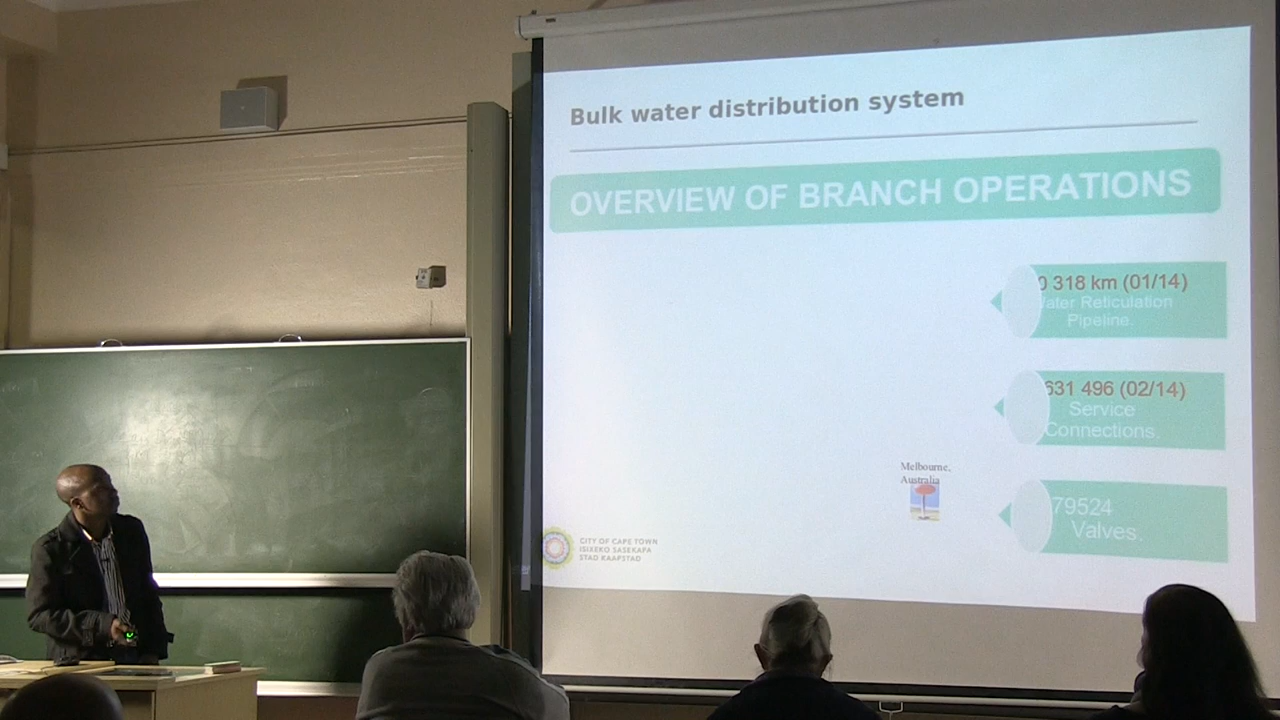 Bulk water distribution system
OVERVIEW OF BRANCH OPERATIONS
0 318 km (01/14)
ater Reticulation
Pipeline.
631 496 (02/14)
Service
Connections.
Melbourne,
Australia
79524
Valves.
CITY OF CAPE TOWN
ISIXEKO SASEKAPA
STAD KAAPSTAD